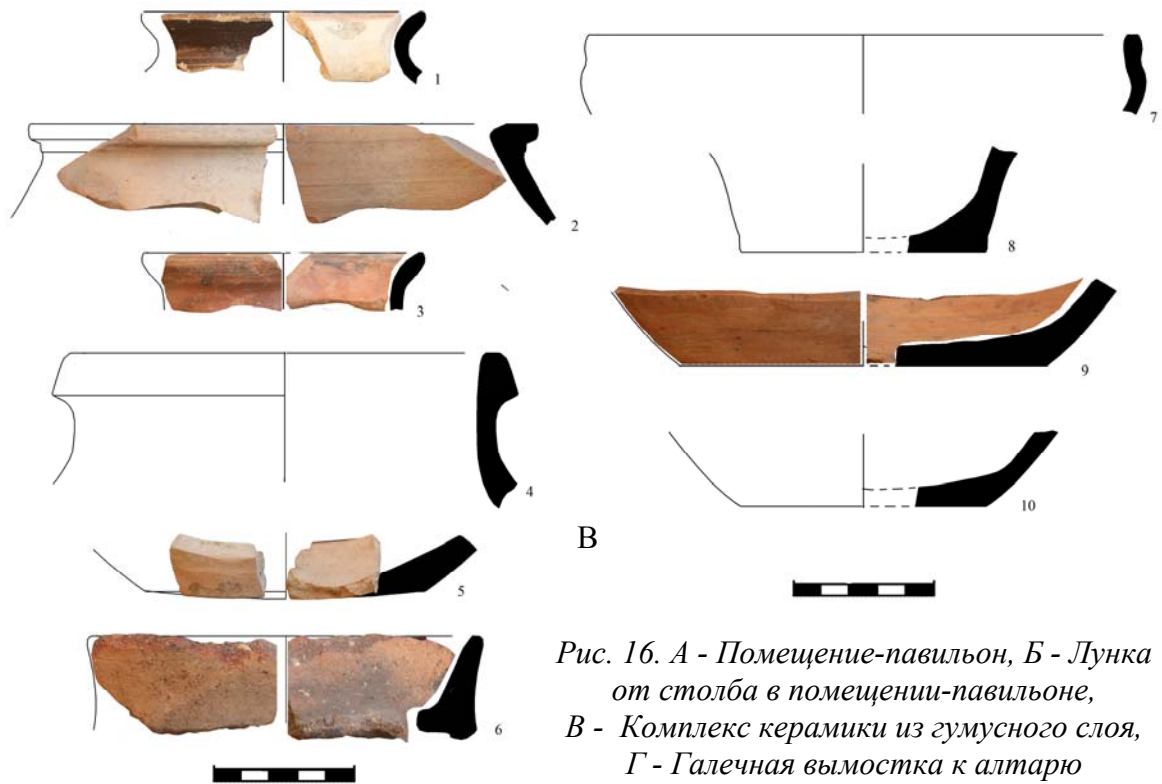 1
2
3
4
5
6
7
8
9
10
В
Рис. 16. А - Помещение-павильон, Б - Лунка
от столба в помещении-павильоне,
В - Комплекс керамики из гумусного слоя,
Г - Галечная вымостка к алтарю